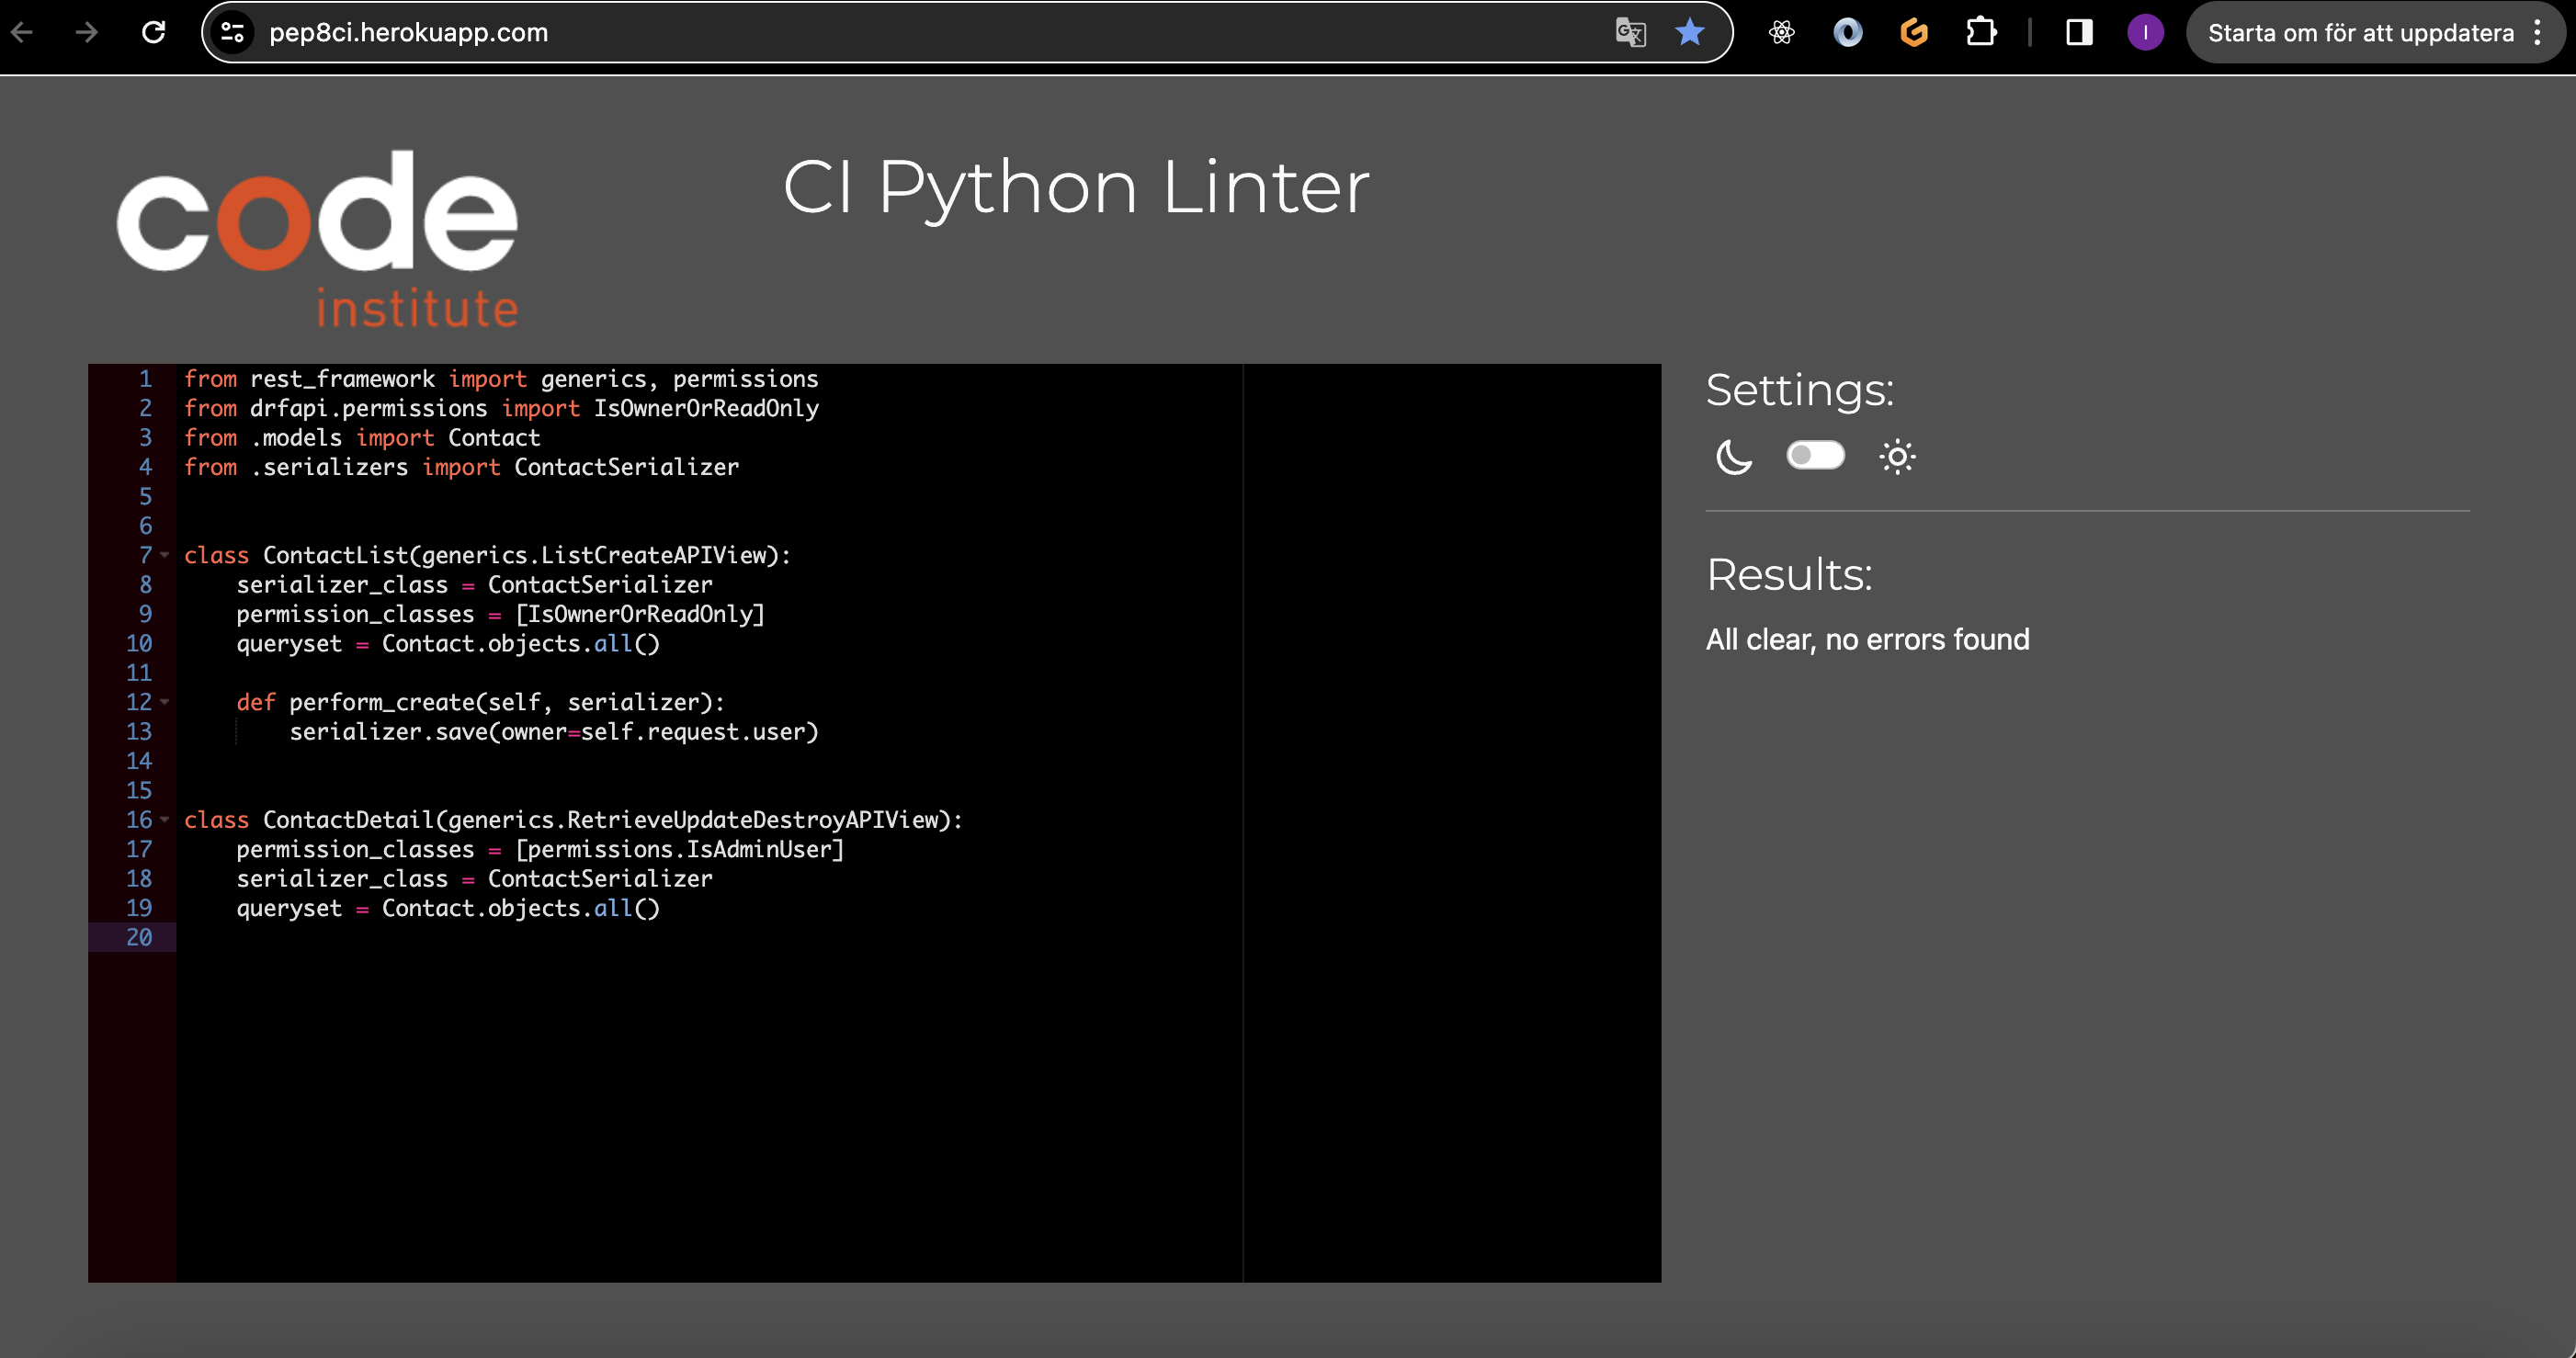 pep8ci.herokuapp.com
I
Starta om för att uppdatera
code
institute
CI Python Linter
1 from rest_framework import generics, permissions
2 from drfapi.permissions import IsOwnerOrReadOnly
3 from .models import Contact
4 from .serializers import ContactSerializer
5
6
7 class ContactList(generics.ListCreateAPIView):
8     serializer_class = ContactSerializer
9     permission_classes = [IsOwnerOrReadOnly]
10     queryset = Contact.objects.all()
11
12     def perform_create(self, serializer):
13         serializer.save(owner=self.request.user)
14
15
16 class ContactDetail(generics.RetrieveUpdateDestroyAPIView):
17     permission_classes = [permissions.IsAdminUser]
18     serializer_class = ContactSerializer
19     queryset = Contact.objects.all()
20
Settings:
Results:
All clear, no errors found